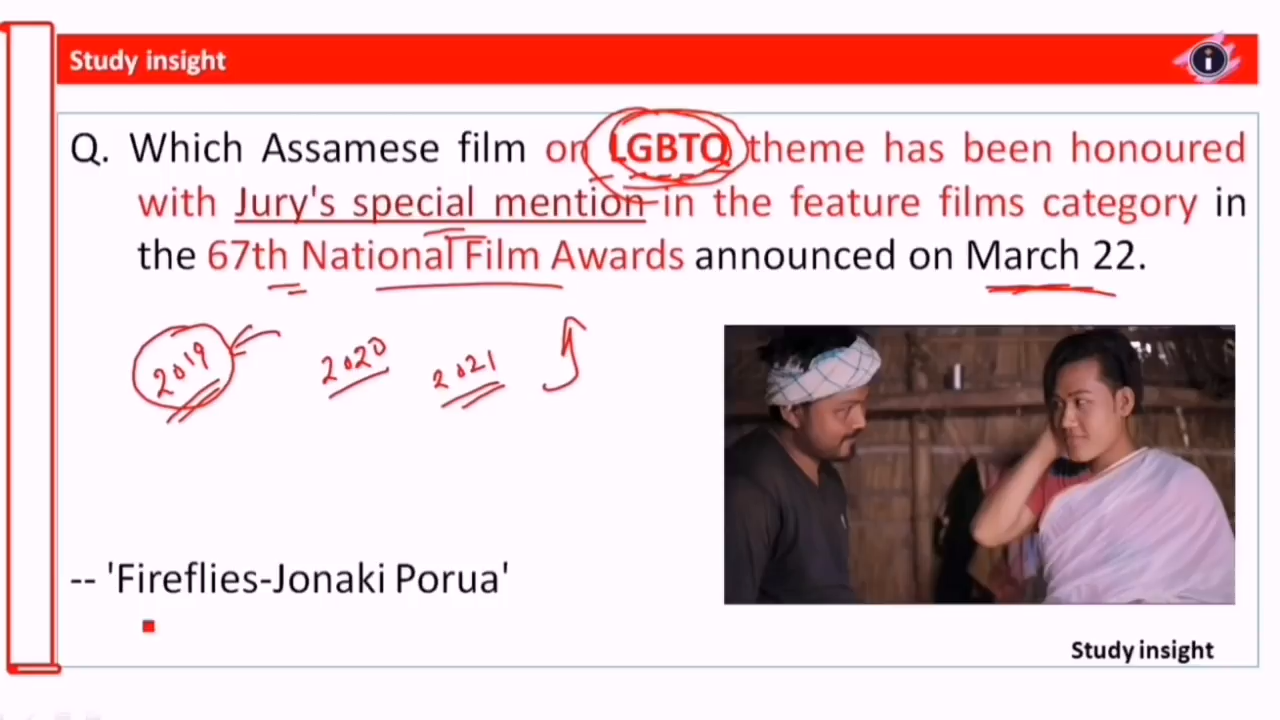 Study insight
i
Q. Which Assamese film on LGBTQ theme has been honoured
with Jury's special mention in the feature films category in
the 67th National Film Awards announced on March 22.
2019 2020 2021
-- 'Fireflies-Jonaki Porua'
Study insight